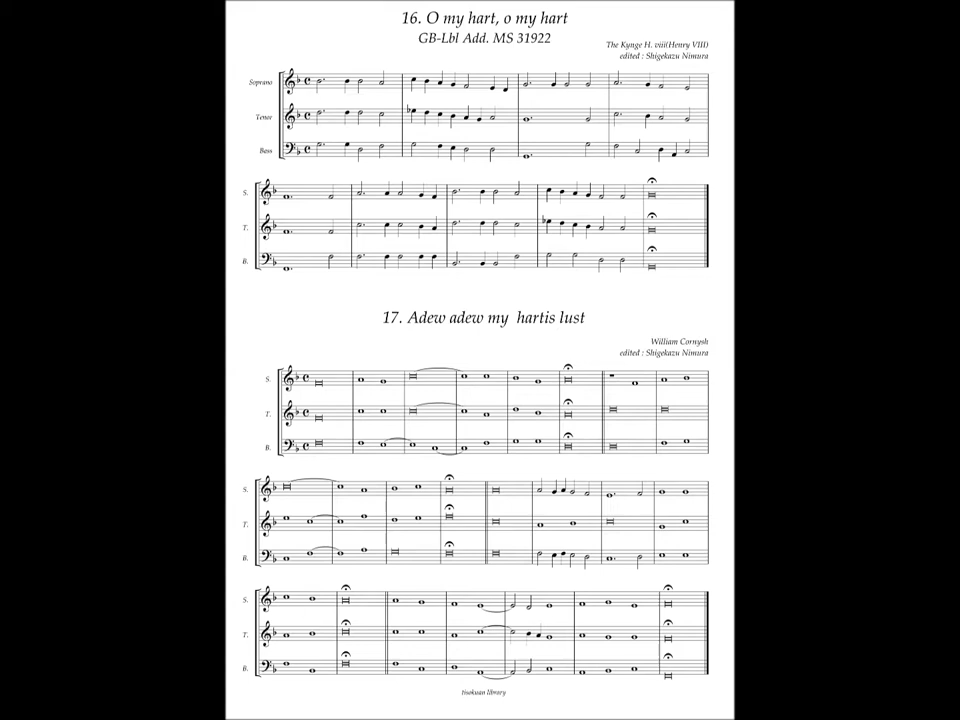 16. O my hart, o my hart
GB-Lbl Add. MS 31922
The Kynge H. viii(Henry VIII)
edited : Shigekazu Nimura
Soprano
Tenor
Bass
S.
T.
B.
17. Adew adew my hartis lust
William Cornysh
edited : Shigekazu Nimura
S.
T.
B.
S.
T.
B.
S.
T.
B.
tinokuan library